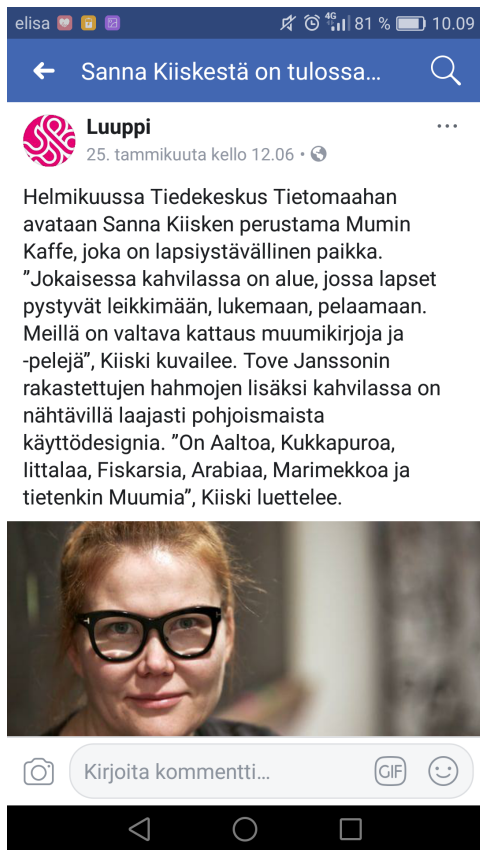 elisa 4G 81 % 10.09
Sanna Kiiskestä on tulossa...
Luuppi
25. tammikuuta kello 12.06 •
Helmikuussa Tiedekeskus Tietomaahan
avataan Sanna Kiisken perustama Mumin
Kaffe, joka on lapsiystävällinen paikka.
”Jokaisessa kahvilassa on alue, jossa lapset
pystyvät leikkimään, lukemaan, pelaamaan.
Meillä on valtava kattaus muumikirjoja ja
-pelejä”, Kiiski kuvailee. Tove Janssonin
rakastettujen hahmojen lisäksi kahvilassa on
nähtävillä laajasti pohjoismaista
käyttödesignia. ”On Aaltoa, Kukkapuroa,
Iittalaa, Fiskarsia, Arabiaa, Marimekkoa ja
tietenkin Muumia”, Kiiski luettelee.
Kirjoita kommentti... GIF